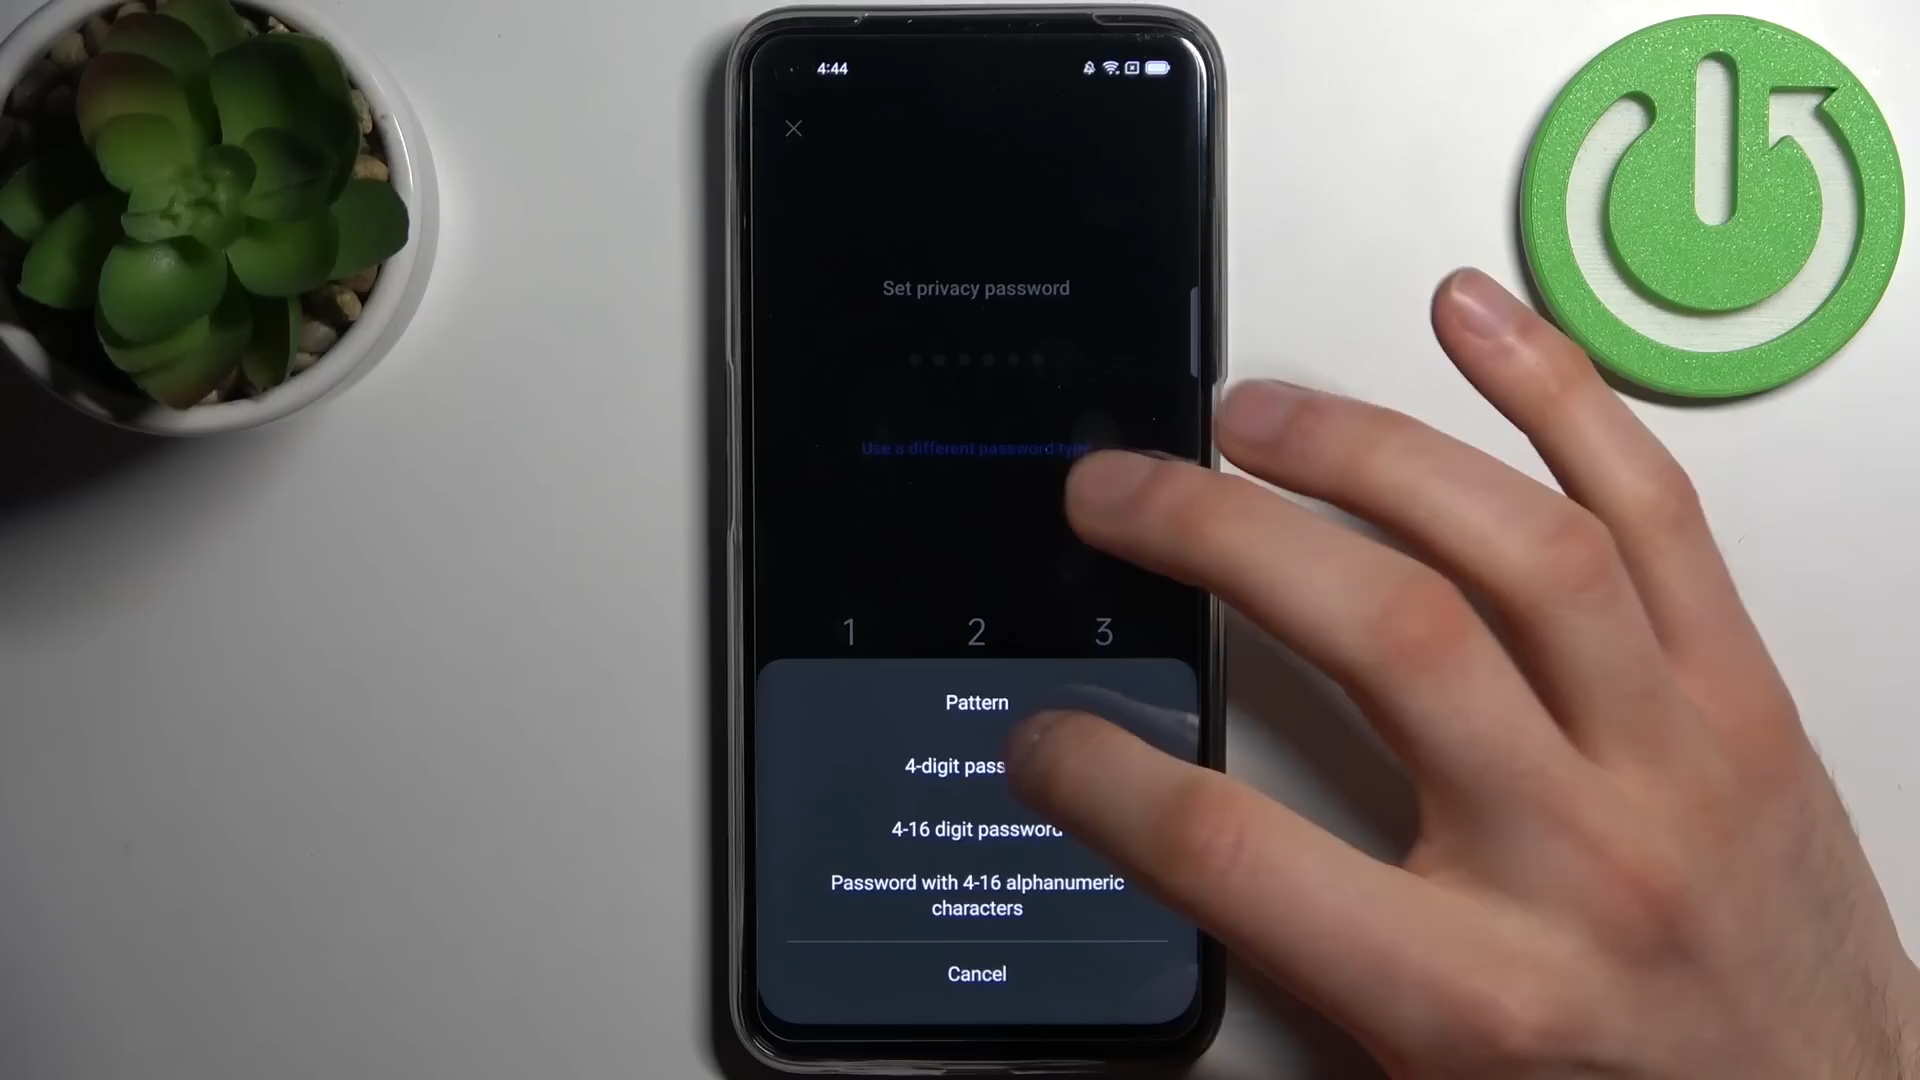 4:44
Set privacy password
Use a different password type
1 2 3
Pattern
4-digit pass
4-16 digit password
Password with 4-16 alphanumeric
characters
Cancel